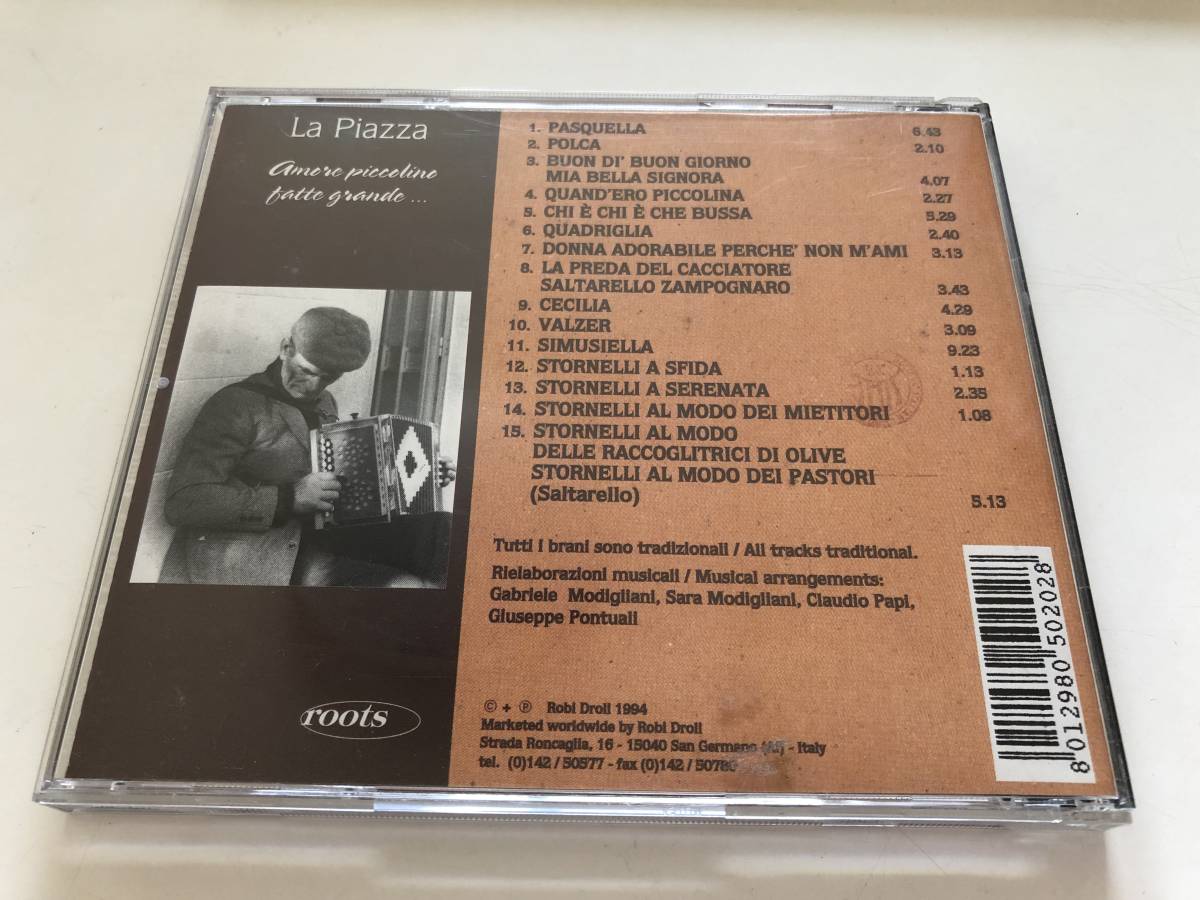 La Piazza
Amore piccolino
fatte grande ...
roots
1. PASQUELLA 6.43
2. POLCA 2.10
3. BUON DI' BUON GIORNO
MIA BELLA SIGNORA 4.07
4. QUAND'ERO PICCOLINA 2.27
5. CHI È CHI È CHE BUSSA 5.29
6. QUADRIGLIA 2.40
7. DONNA ADORABILE PERCHE' NON M'AMI 3.13
8. LA PREDA DEL CACCIATORE
SALTARELLO ZAMPOGNARO 3.43
9. CECILIA 4.29
10. VALZER 3.09
11. SIMUSIELLA 9.23
12. STORNELLI A SFIDA 1.13
13. STORNELLI A SERENATA 2.35
14. STORNELLI AL MODO DEI MIETITORI 1.08
15. STORNELLI AL MODO
DELLE RACCOGLITRICI DI OLIVE
STORNELLI AL MODO DEI PASTORI
(Saltarello) 5.13
Tutti i brani sono tradizionali / All tracks traditional.
Rielaborazioni musicali / Musical arrangements:
Gabriele Modigliani, Sara Modigliani, Claudio Papi,
Giuseppe Pontuali
© + ℗ Robi Droli 1994
Marketed worldwide by Robi Droli
Strada Roncaglia, 16 - 15040 San Germano (Al) - Italy
tel. (0)142 / 50577 - fax (0)142 /
8 012980 502028